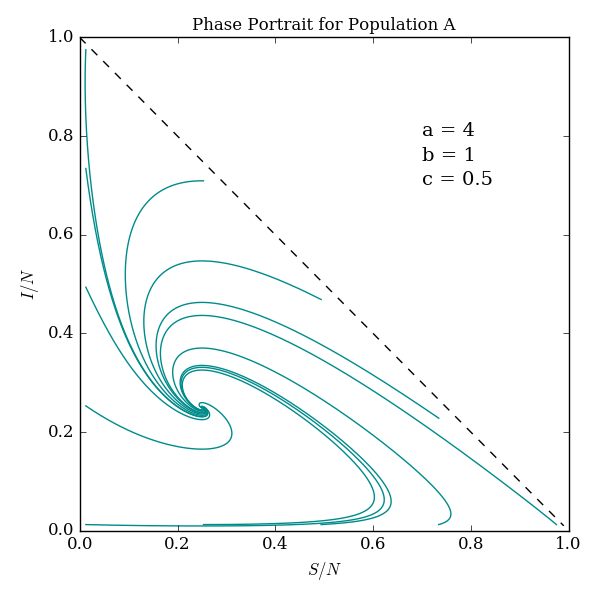 Phase Portrait for Population A
1.0
0.8
0.6
0.4
0.2
0.0
I/N
a = 4
b = 1
c = 0.5
0.0 0.2 0.4 0.6 0.8 1.0
S/N